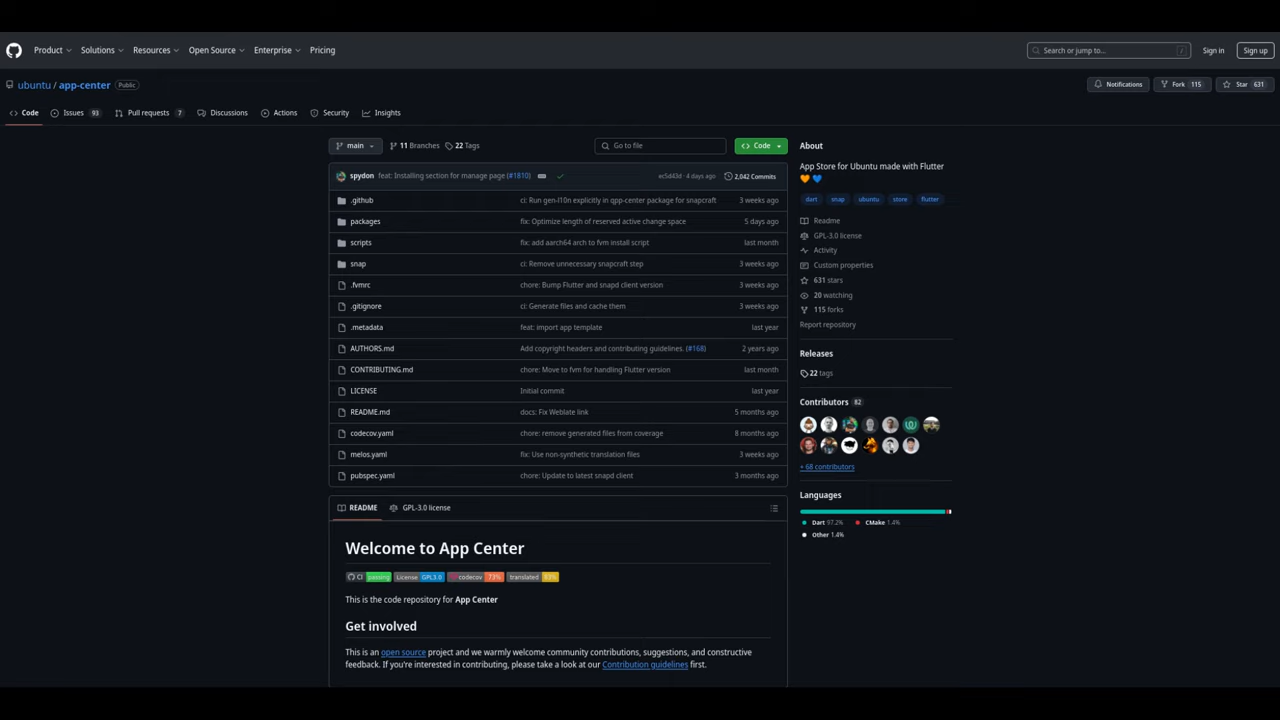 Product Solutions Resources Open Source Enterprise Pricing Search or jump to... / Sign in Sign up
ubuntu / app-center Public Notifications Fork 115 Star 631
Code Issues 93 Pull requests 7 Discussions Actions Security Insights
main 11 Branches 22 Tags Go to file Code
spydon feat: Installing section for manage page (#1810) ec5d43d · 4 days ago 2,042 Commits
.github ci: Run gen-l10n explicitly in app-center package for snapcraft 3 weeks ago
packages fix: Optimize length of reserved active change space 5 days ago
scripts fix: add aarch64 arch to fvm install script last month
snap ci: Remove unnecessary snapcraft step 3 weeks ago
.fvmrc chore: Bump Flutter and snapd client version 3 weeks ago
.gitignore ci: Generate files and cache them 3 weeks ago
.metadata feat: import app template last year
AUTHORS.md Add copyright headers and contributing guidelines. (#168) 2 years ago
CONTRIBUTING.md chore: Move to fvm for handling Flutter version last month
LICENSE Initial commit last year
README.md docs: Fix Weblate link 5 months ago
codecov.yaml chore: remove generated files from coverage 8 months ago
melos.yaml fix: Use non-synthetic translation files 3 weeks ago
pubspec.yaml chore: Update to latest snapd client 3 months ago
README GPL-3.0 license
Welcome to App Center
CI passing License GPL3.0 codecov 73% translated 83%
This is the code repository for App Center
Get involved
This is an open source project and we warmly welcome community contributions, suggestions, and constructive
feedback. If you're interested in contributing, please take a look at our Contribution guidelines first.
About
App Store for Ubuntu made with Flutter
🧡 💙
dart snap ubuntu store flutter
Readme
GPL-3.0 license
Activity
Custom properties
631 stars
20 watching
115 forks
Report repository
Releases
22 tags
Contributors 82
+ 68 contributors
Languages
Dart 97.2% CMake 1.4%
Other 1.4%